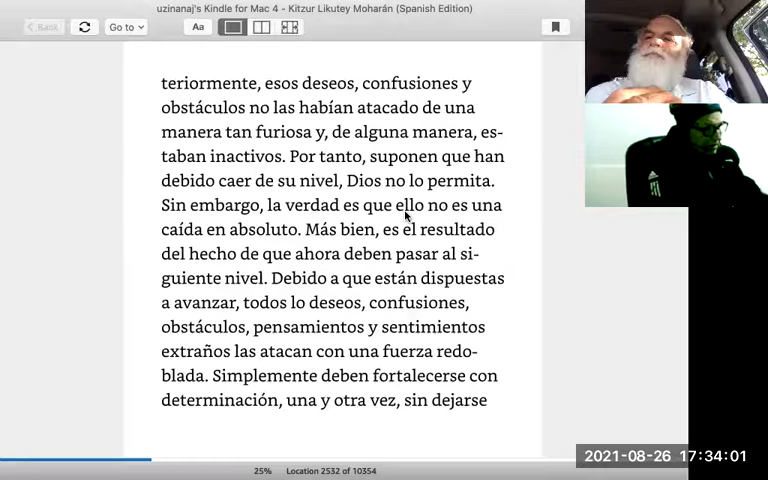 uzinanaj's Kindle for Mac 4 - Kitzur Likutey Moharán (Spanish Edition)
Back
Go to
Aa
teriormente, esos deseos, confusiones y
obstáculos no las habían atacado de una
manera tan furiosa y, de alguna manera, es-
taban inactivos. Por tanto, suponen que han
debido caer de su nivel, Dios no lo permita.
Sin embargo, la verdad es que ello no es una
caída en absoluto. Más bien, es el resultado
del hecho de que ahora deben pasar al si-
guiente nivel. Debido a que están dispuestas
a avanzar, todos lo deseos, confusiones,
obstáculos, pensamientos y sentimientos
extraños las atacan con una fuerza redo-
blada. Simplemente deben fortalecerse con
determinación, una y otra vez, sin dejarse
25% Location 2532 of 10354
2021-08-26 17:34:01